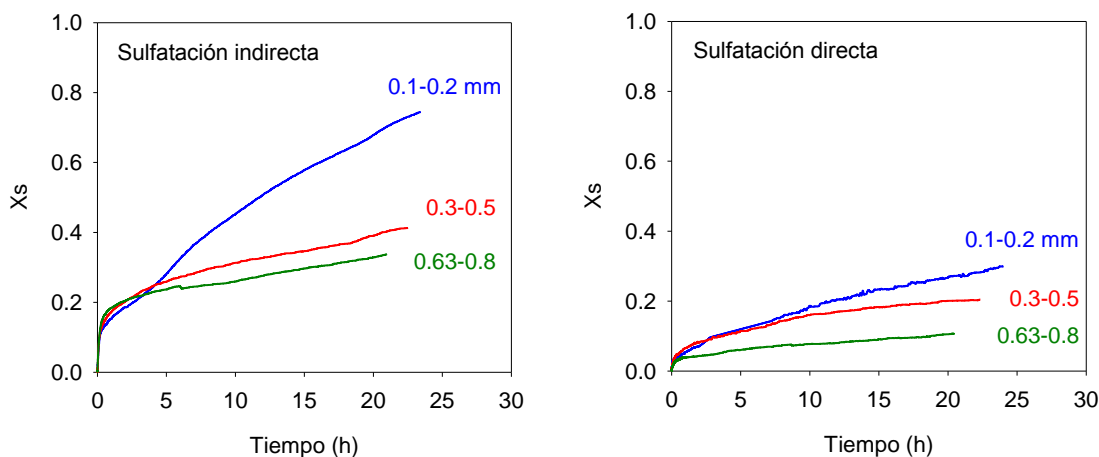 Sulfatación indirecta
Xs
1.0
0.8
0.6
0.4
0.2
0.0
0.1-0.2 mm
0.3-0.5
0.63-0.8
0 5 10 15 20 25 30
Tiempo (h)
Sulfatación directa
Xs
1.0
0.8
0.6
0.4
0.2
0.0
0.1-0.2 mm
0.3-0.5
0.63-0.8
0 5 10 15 20 25 30
Tiempo (h)